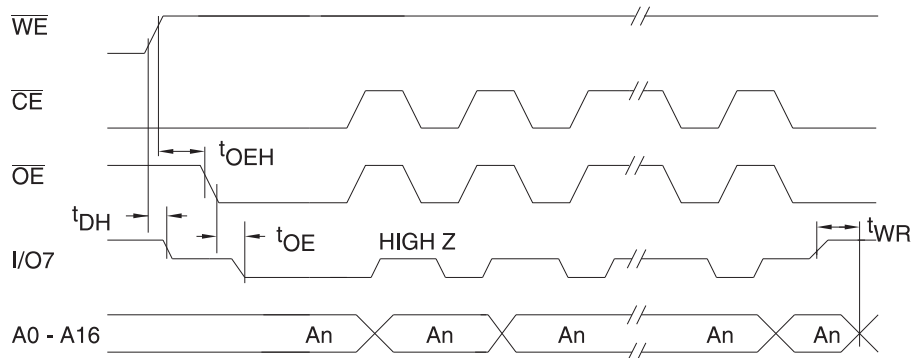 WE
CE
tOEH
OE
tDH
tOE
HIGH Z
tWR
I/O7
A0 - A16 An An An An An